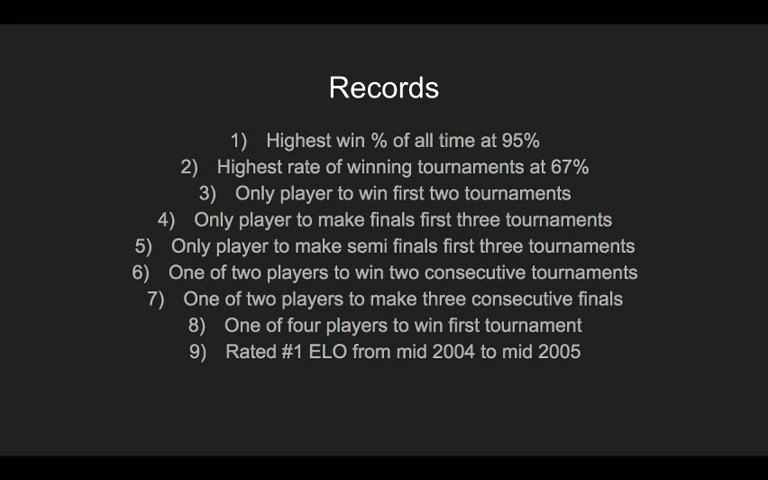 Records
1) Highest win % of all time at 95%
2) Highest rate of winning tournaments at 67%
3) Only player to win first two tournaments
4) Only player to make finals first three tournaments
5) Only player to make semi finals first three tournaments
6) One of two players to win two consecutive tournaments
7) One of two players to make three consecutive finals
8) One of four players to win first tournament
9) Rated #1 ELO from mid 2004 to mid 2005